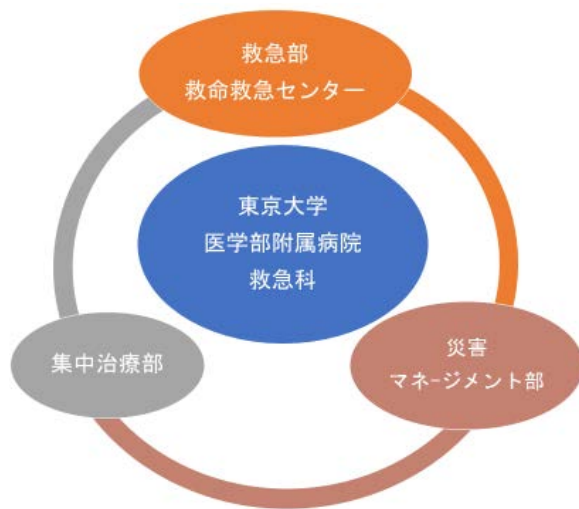 救急部
救命救急センター
東京大学
医学部附属病院
救急科
集中治療部
災害
マネージメント部